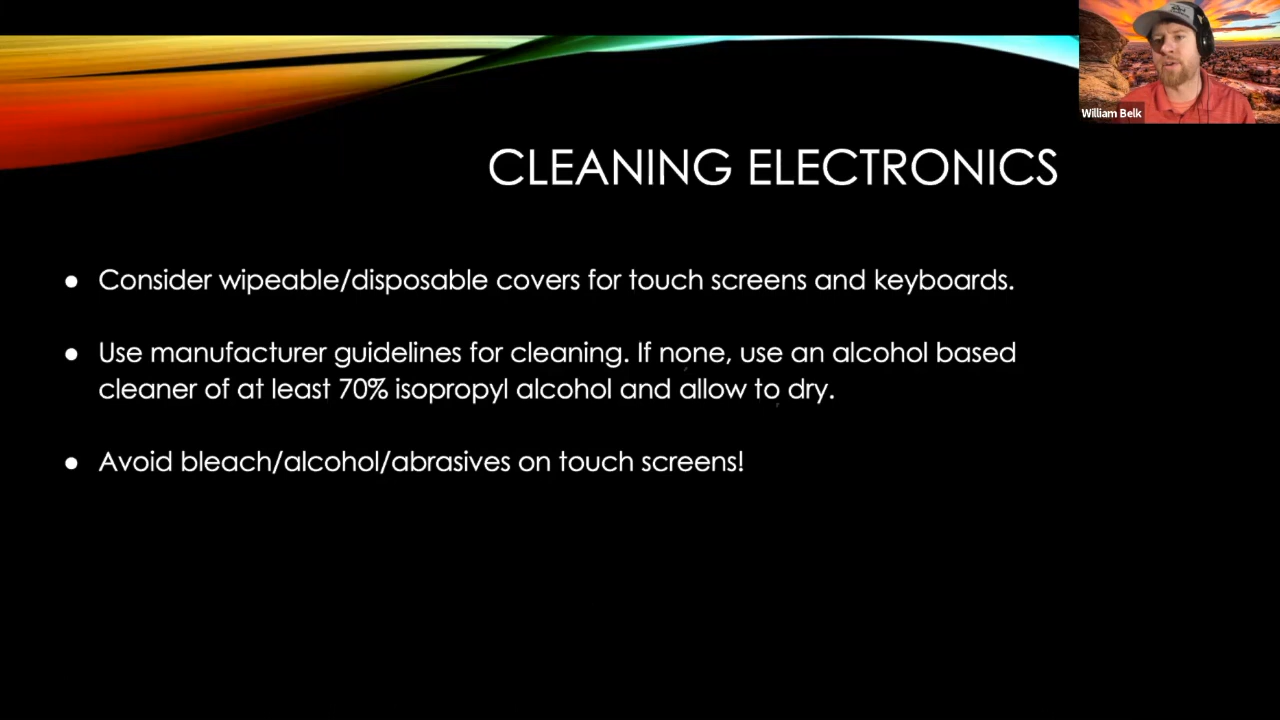 William Belk
CLEANING ELECTRONICS
● Consider wipeable/disposable covers for touch screens and keyboards.
● Use manufacturer guidelines for cleaning. If none, use an alcohol based
cleaner of at least 70% isopropyl alcohol and allow to dry.
● Avoid bleach/alcohol/abrasives on touch screens!